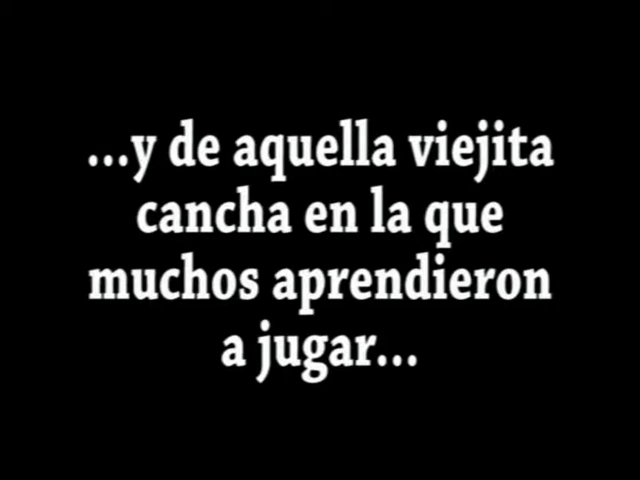 ...y de aquella viejita
cancha en la que
muchos aprendieron
a jugar...